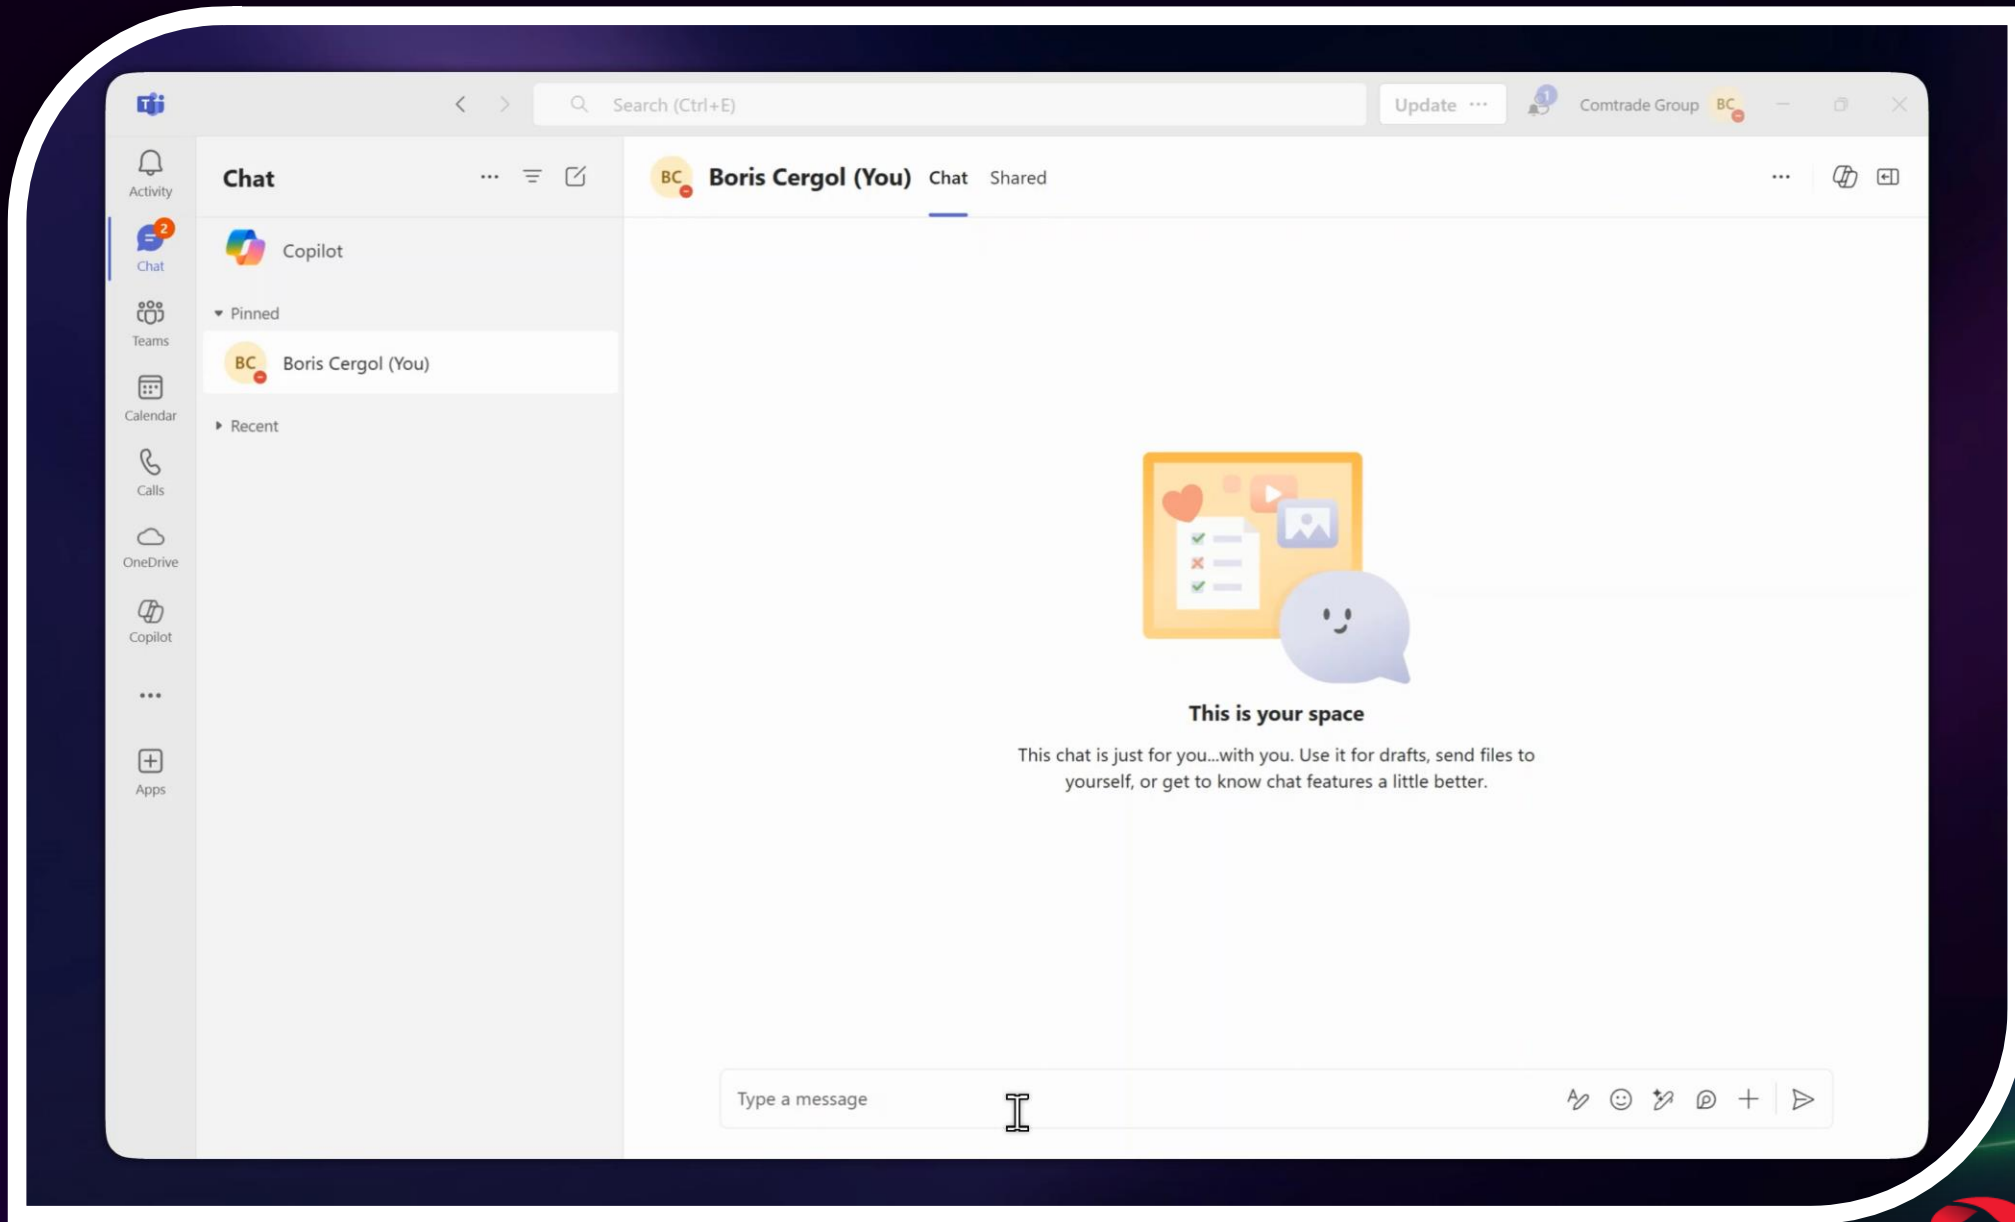 Search (Ctrl+E)
Update
1
Comtrade Group
BC
Activity
2
Chat
Teams
Calendar
Calls
OneDrive
Copilot
Apps
Chat
Copilot
Pinned
BC
Boris Cergol (You)
Recent
BC
Boris Cergol (You)
Chat
Shared
This is your space
This chat is just for you...with you. Use it for drafts, send files to
yourself, or get to know chat features a little better.
Type a message